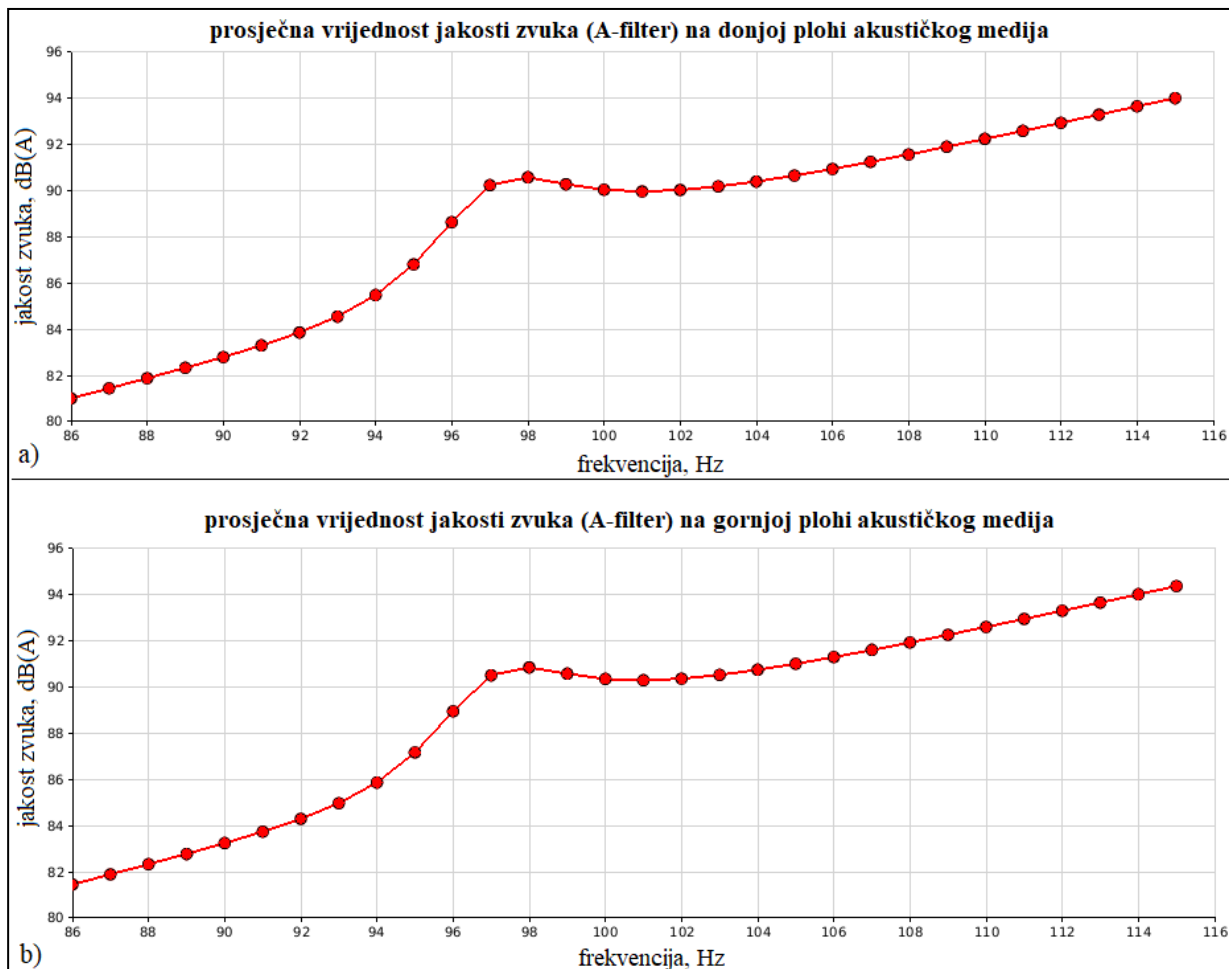 prosječna vrijednost jakosti zvuka (A-filter) na donjoj plohi akustičkog medija
jakost zvuka, dB(A)
96
94
92
90
88
86
84
82
80
86 88 90 92 94 96 98 100 102 104 106 108 110 112 114 116
frekvencija, Hz
a)
prosječna vrijednost jakosti zvuka (A-filter) na gornjoj plohi akustičkog medija
jakost zvuka, dB(A)
96
94
92
90
88
86
84
82
80
86 88 90 92 94 96 98 100 102 104 106 108 110 112 114 116
frekvencija, Hz
b)